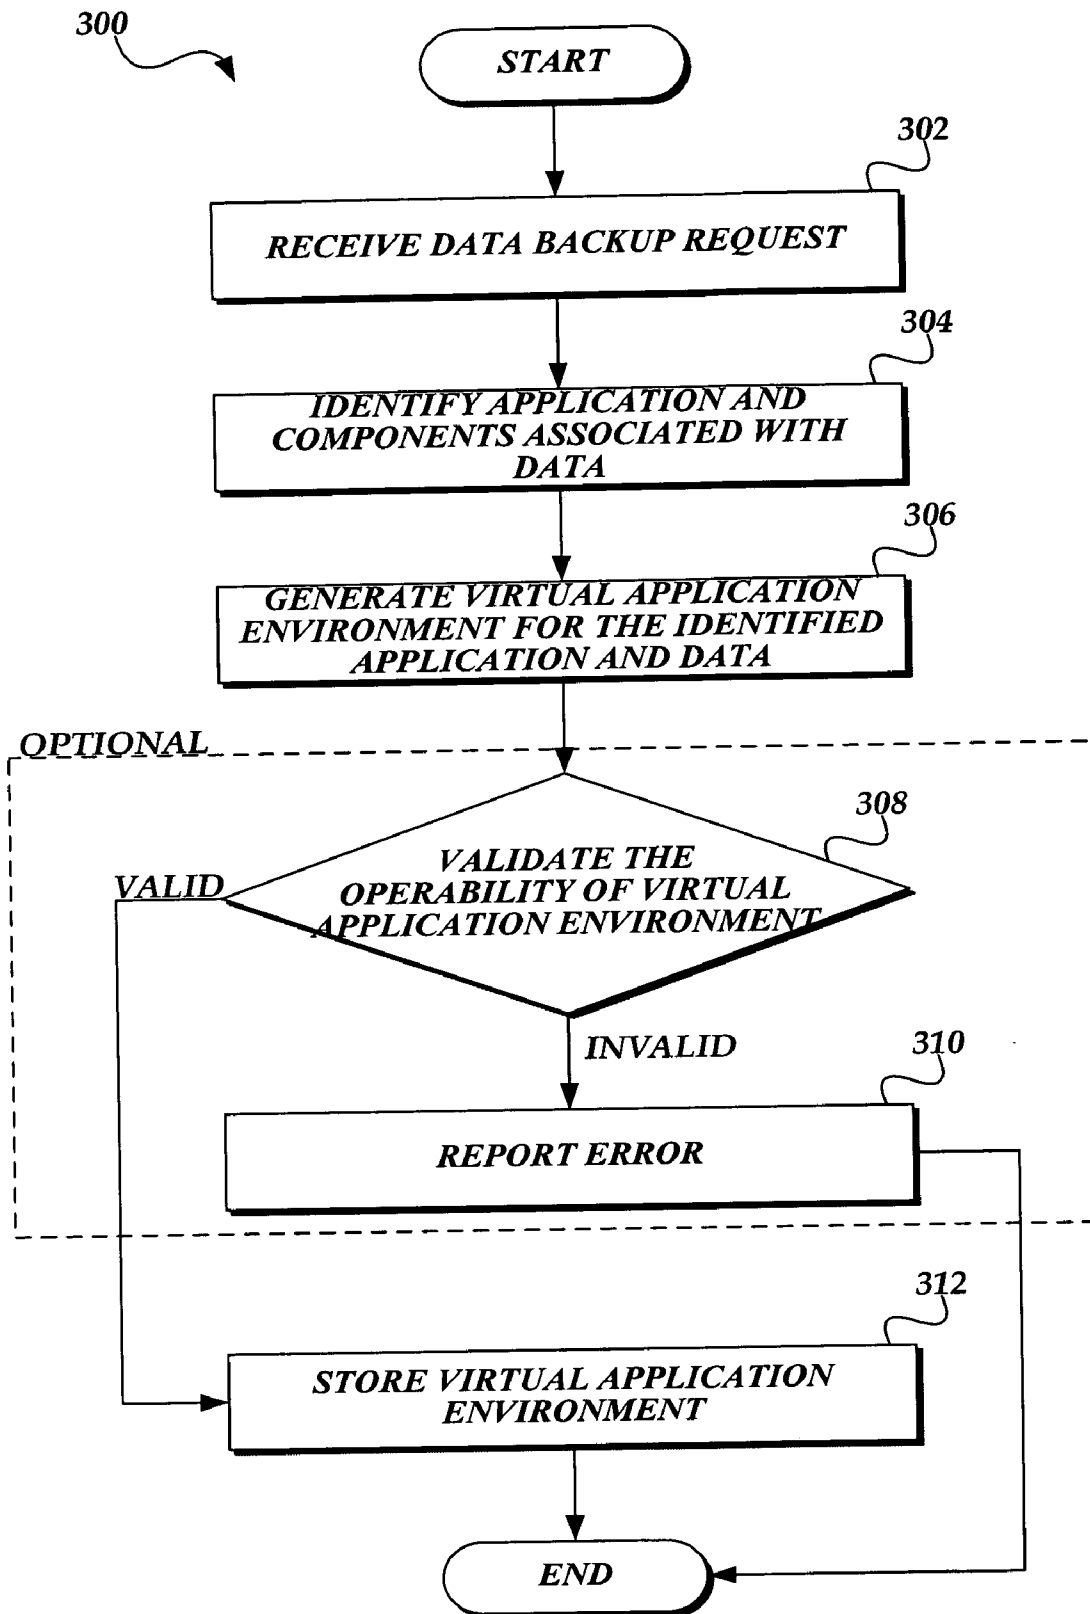 300
START
302
RECEIVE DATA BACKUP REQUEST
304
IDENTIFY APPLICATION AND
COMPONENTS ASSOCIATED WITH
DATA
306
GENERATE VIRTUAL APPLICATION
ENVIRONMENT FOR THE IDENTIFIED
APPLICATION AND DATA
OPTIONAL
308
VALIDATE THE
OPERABILITY OF VIRTUAL
APPLICATION ENVIRONMENT
VALID
INVALID
310
REPORT ERROR
312
STORE VIRTUAL APPLICATION
ENVIRONMENT
END